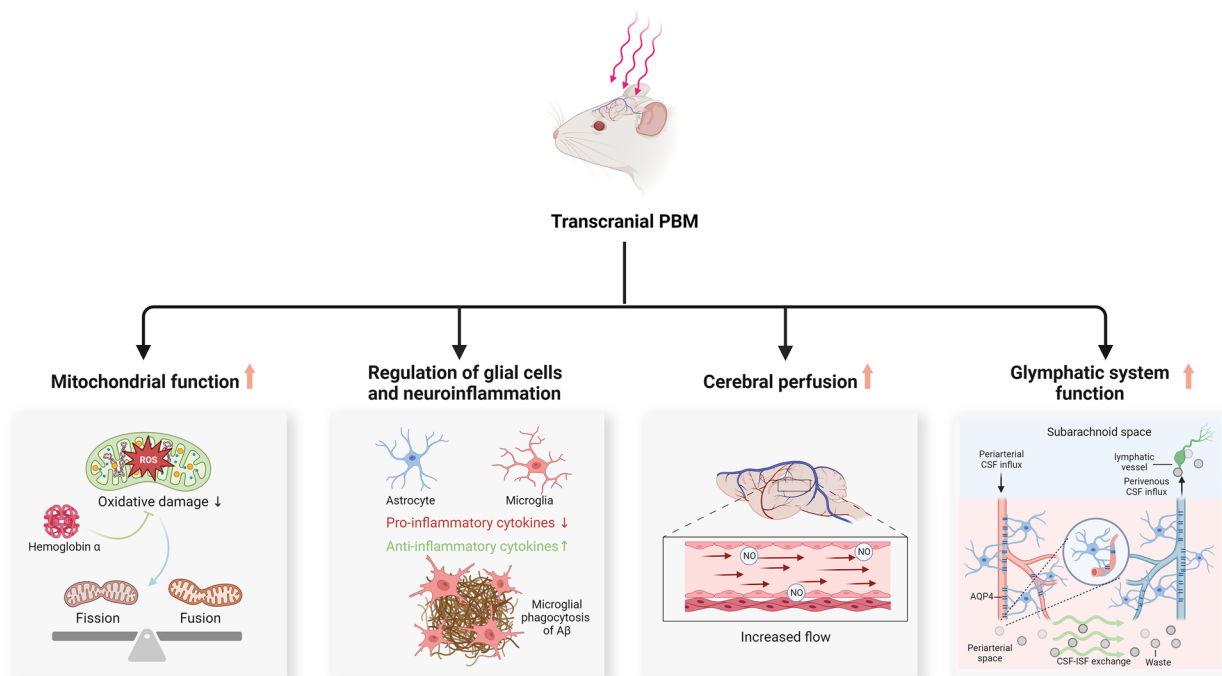 Transcranial PBM
Mitochondrial function
Regulation of glial cells
and neuroinflammation
Cerebral perfusion
Glymphatic system
function
ROS
Oxidative damage ↓
Hemoglobin α
Fission
Fusion
Astrocyte
Microglia
Pro-inflammatory cytokines ↓
Anti-inflammatory cytokines ↑
Microglial
phagocytosis
of Aβ
NO
NO
NO
Increased flow
Subarachnoid space
Periarterial
CSF influx
lymphatic
vessel
Perivenous
CSF influx
AQP4
Periarterial
space
CSF-ISF exchange
Waste